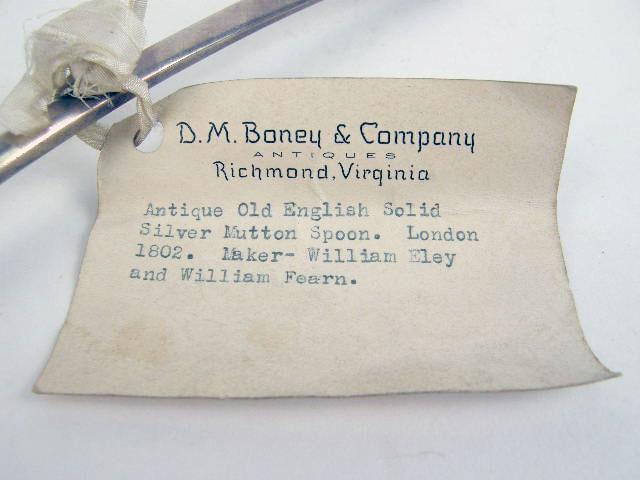 D.M. Boney & Company
ANTIQUES
Richmond, Virginia
Antique Old English Solid
Silver Mutton Spoon. London
1802. Maker- William Eley
and William Fearn.